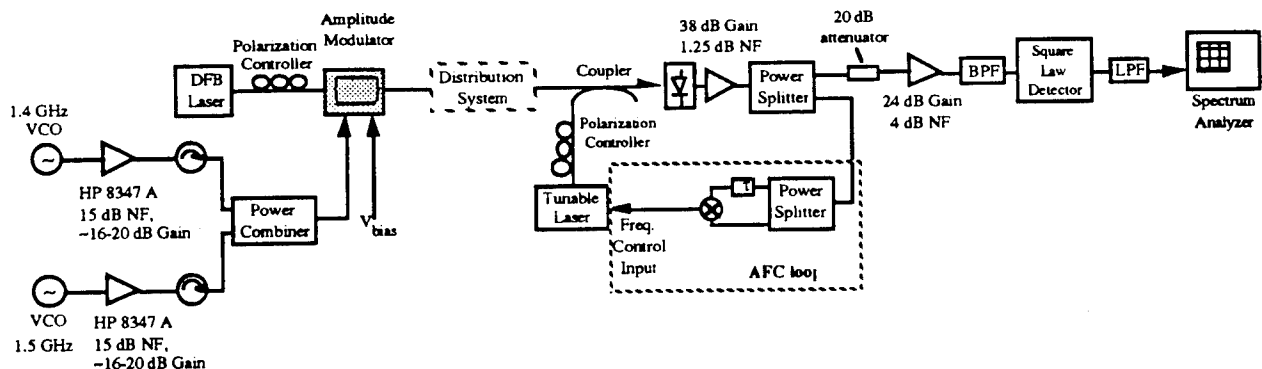 Amplitude
Modulator
Polarization
Controller
DFB
Laser
Distribution
System
Coupler
38 dB Gain
1.25 dB NF
Power
Splitter
20 dB
attenuator
24 dB Gain
4 dB NF
BPF
Square
Law
Detector
LPF
Spectrum
Analyzer
1.4 GHz
VCO
~
HP 8347 A
15 dB NF,
~16-20 dB Gain
Power
Combiner
V bias
Polarization
Controller
Tunable
Laser
Freq.
Control
Input
τ
Power
Splitter
AFC loop
~
VCO
1.5 GHz
HP 8347 A
15 dB NF,
~16-20 dB Gain